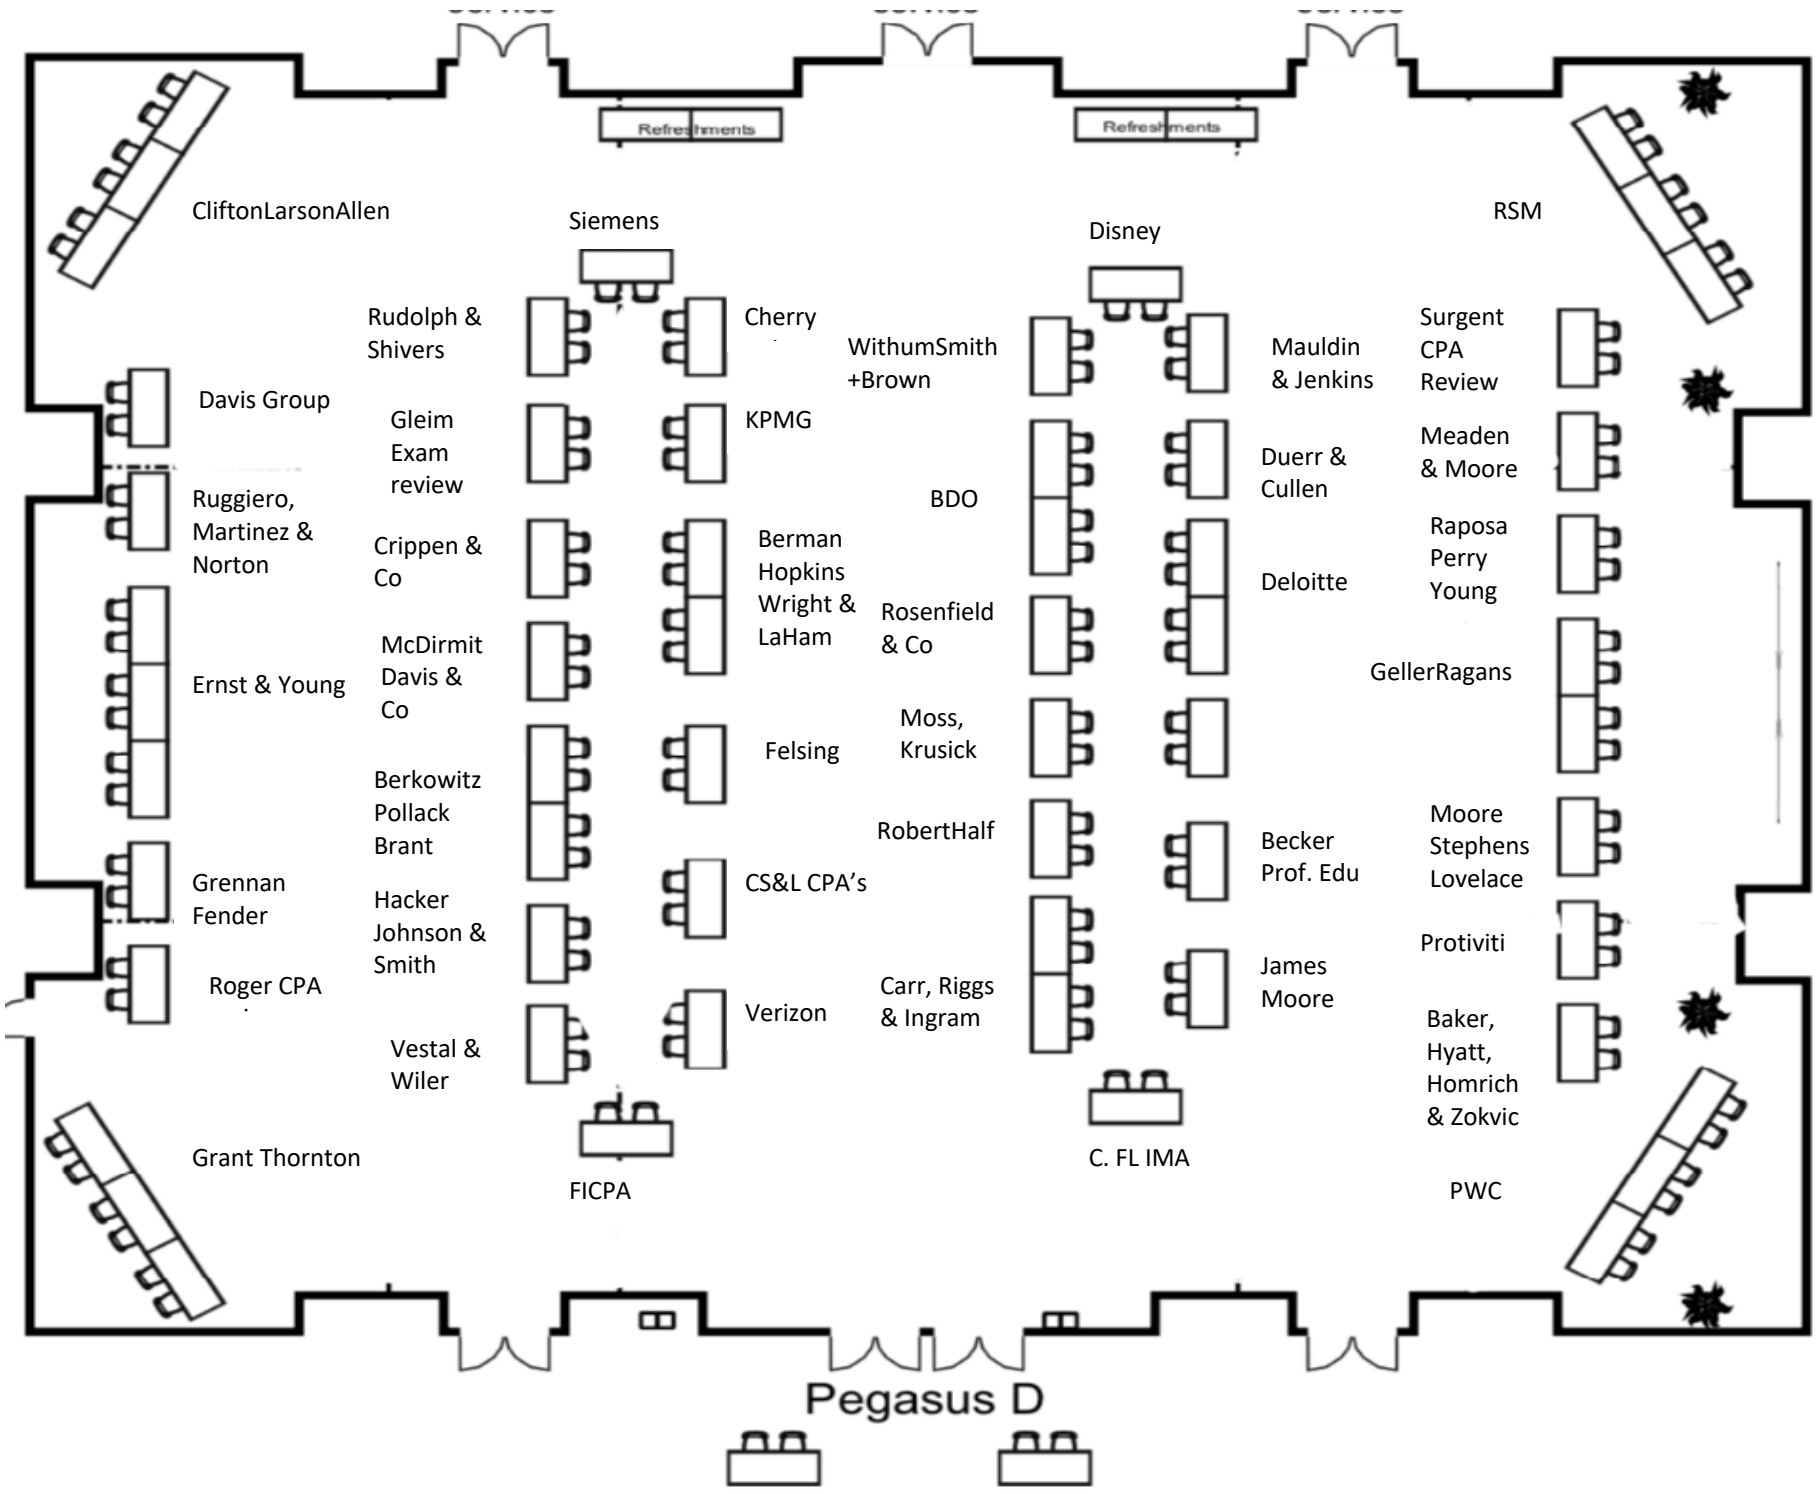 Service
Service
Service
Refreshments
Refreshments
CliftonLarsonAllen
Siemens
Disney
RSM
Davis Group
Ruggiero,
Martinez &
Norton
Ernst & Young
Grennan
Fender
Roger CPA
Grant Thornton
Rudolph &
Shivers
Gleim
Exam
review
Crippen &
Co
McDirmit
Davis &
Co
Berkowitz
Pollack
Brant
Hacker
Johnson &
Smith
Vestal &
Wiler
FICPA
Cherry
KPMG
Berman
Hopkins
Wright &
LaHam
Felsing
CS&L CPA’s
Verizon
WithumSmith
+Brown
BDO
Rosenfield
& Co
Moss,
Krusick
RobertHalf
Carr, Riggs
& Ingram
C. FL IMA
Mauldin
& Jenkins
Duerr &
Cullen
Deloitte
Becker
Prof. Edu
James
Moore
Surgent
CPA
Review
Meaden
& Moore
Raposa
Perry
Young
GellerRagans
Moore
Stephens
Lovelace
Protiviti
Baker,
Hyatt,
Homrich
& Zokvic
PWC
Pegasus D